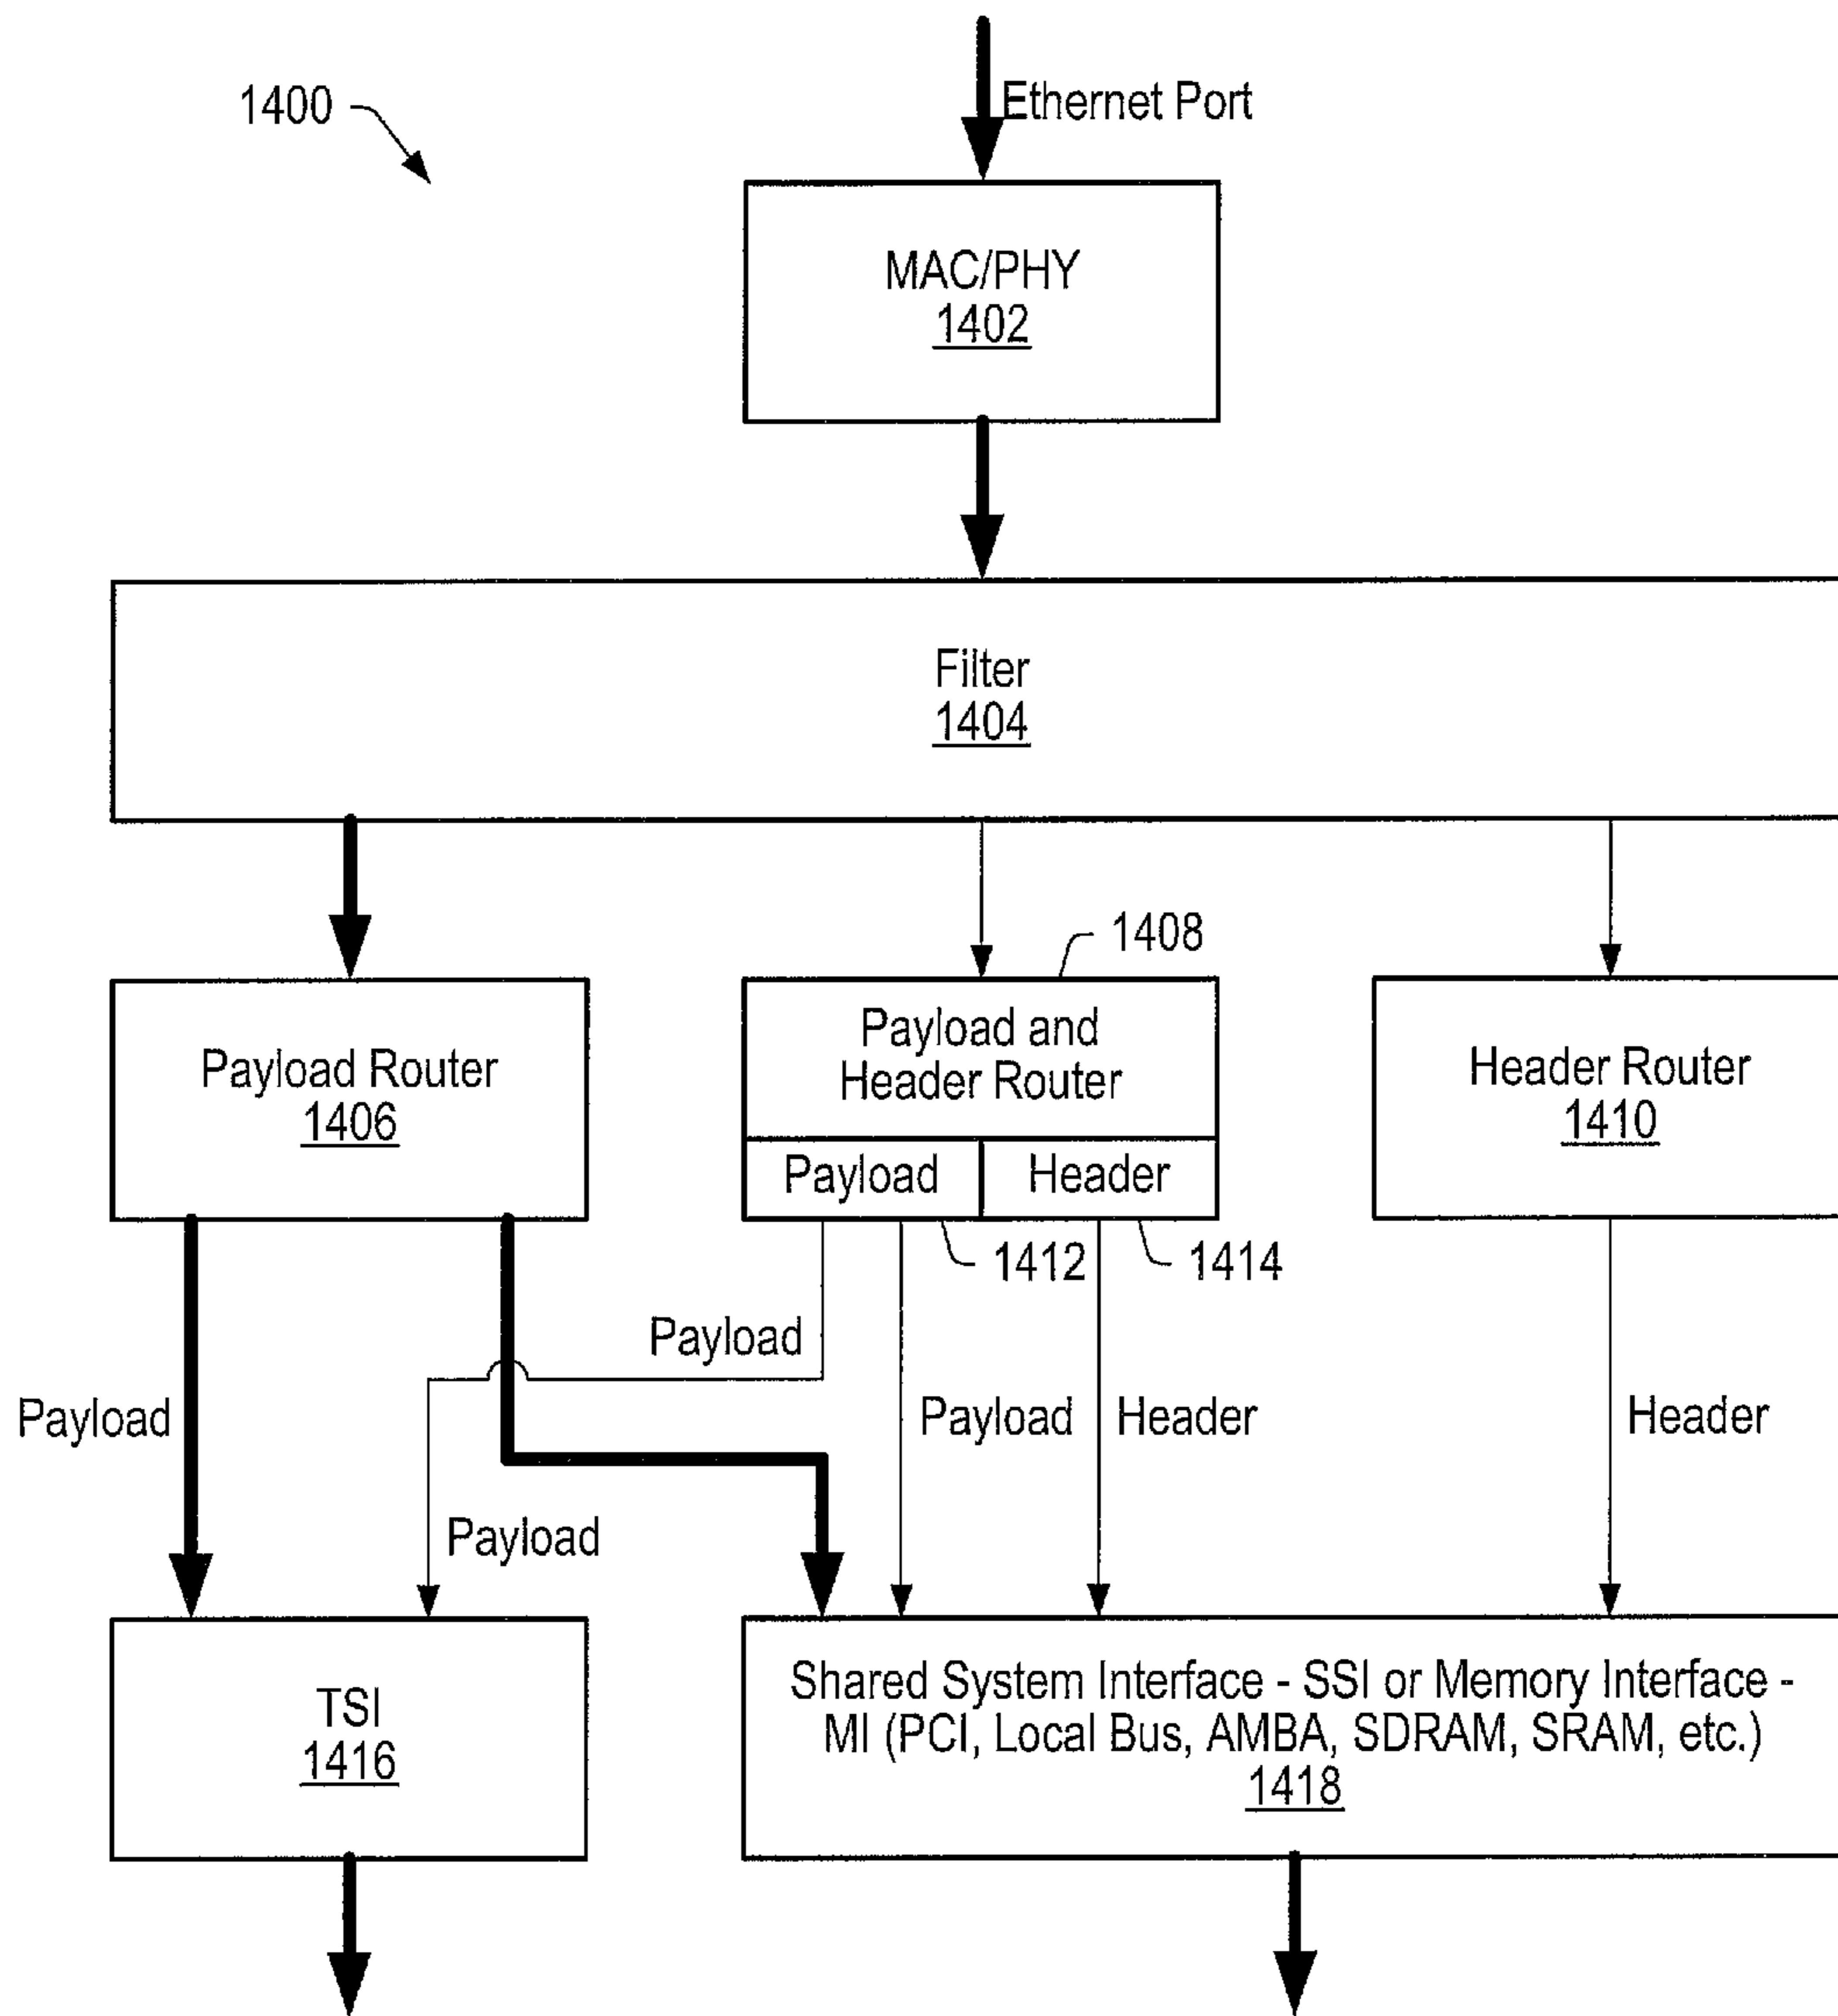 1400
Ethernet Port
MAC/PHY
1402
Filter
1404
1408
Payload Router
1406
Payload and
Header Router
Payload
Header
Header Router
1410
1412
1414
Payload
Payload
Payload
Header
Header
Payload
TSI
1416
Shared System Interface - SSI or Memory Interface -
MI (PCI, Local Bus, AMBA, SDRAM, SRAM, etc.)
1418